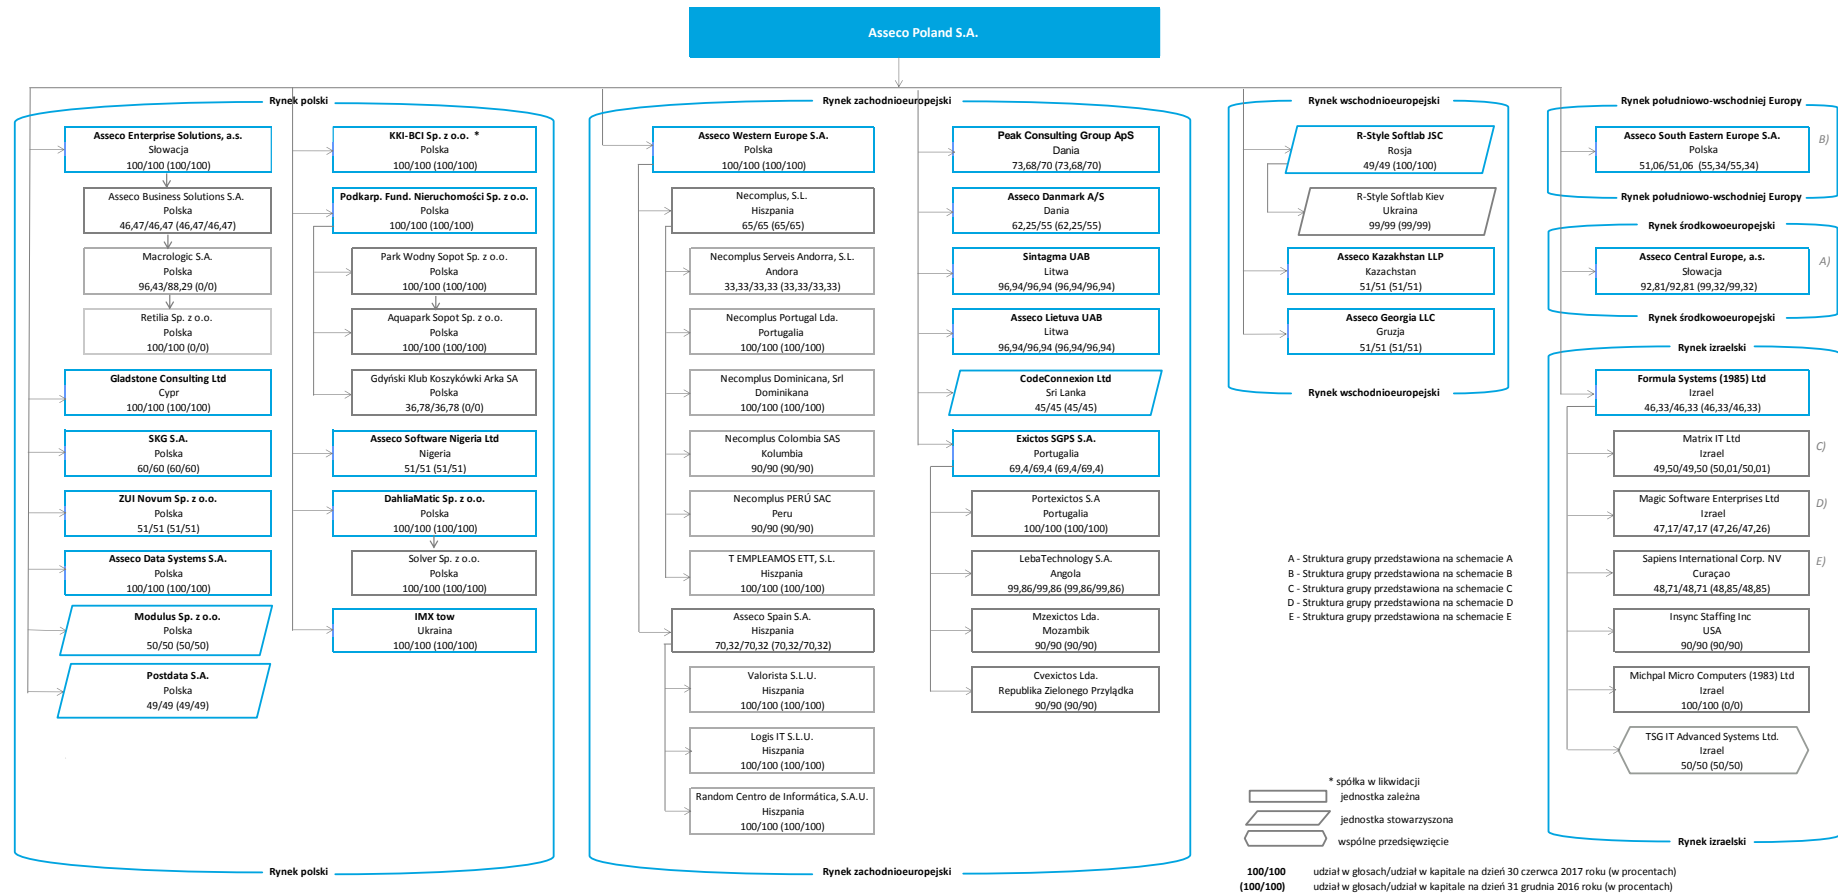 Asseco Poland S.A.
Rynek polski
Asseco Enterprise Solutions, a.s.
Słowacja
100/100 (100/100)
Asseco Business Solutions S.A.
Polska
46,47/46,47 (46,47/46,47)
Macrologic S.A.
Polska
96,43/88,29 (0/0)
Retilia Sp. z o.o.
Polska
100/100 (0/0)
Gladstone Consulting Ltd
Cypr
100/100 (100/100)
SKG S.A.
Polska
60/60 (60/60)
ZUI Novum Sp. z o.o.
Polska
51/51 (51/51)
Asseco Data Systems S.A.
Polska
100/100 (100/100)
Modulus Sp. z o.o.
Polska
50/50 (50/50)
Postdata S.A.
Polska
49/49 (49/49)
KKI-BCI Sp. z o.o. *
Polska
100/100 (100/100)
Podkarp. Fund. Nieruchomości Sp. z o.o.
Polska
100/100 (100/100)
Park Wodny Sopot Sp. z o.o.
Polska
100/100 (100/100)
Aquapark Sopot Sp. z o.o.
Polska
100/100 (100/100)
Gdyński Klub Koszykówki Arka SA
Polska
36,78/36,78 (0/0)
Asseco Software Nigeria Ltd
Nigeria
51/51 (51/51)
DahliaMatic Sp. z o.o.
Polska
100/100 (100/100)
Solver Sp. z o.o.
Polska
100/100 (100/100)
IMX tow
Ukraina
100/100 (100/100)
Rynek polski
Rynek zachodnioeuropejski
Asseco Western Europe S.A.
Polska
100/100 (100/100)
Necomplus, S.L.
Hiszpania
65/65 (65/65)
Necomplus Serveis Andorra, S.L.
Andora
33,33/33,33 (33,33/33,33)
Necomplus Portugal Lda.
Portugalia
100/100 (100/100)
Necomplus Dominicana, Srl
Dominikana
100/100 (100/100)
Necomplus Colombia SAS
Kolumbia
90/90 (90/90)
Necomplus PERÚ SAC
Peru
90/90 (90/90)
T EMPLEAMOS ETT, S.L.
Hiszpania
100/100 (100/100)
Asseco Spain S.A.
Hiszpania
70,32/70,32 (70,32/70,32)
Valorista S.L.U.
Hiszpania
100/100 (100/100)
Logis IT S.L.U.
Hiszpania
100/100 (100/100)
Random Centro de Informática, S.A.U.
Hiszpania
100/100 (100/100)
Peak Consulting Group ApS
Dania
73,68/70 (73,68/70)
Asseco Danmark A/S
Dania
62,25/55 (62,25/55)
Sintagma UAB
Litwa
96,94/96,94 (96,94/96,94)
Asseco Lietuva UAB
Litwa
96,94/96,94 (96,94/96,94)
CodeConnexion Ltd
Sri Lanka
45/45 (45/45)
Exictos SGPS S.A.
Portugalia
69,4/69,4 (69,4/69,4)
Portexictos S.A
Portugalia
100/100 (100/100)
LebaTechnology S.A.
Angola
99,86/99,86 (99,86/99,86)
Mzexictos Lda.
Mozambik
90/90 (90/90)
Cvexictos Lda.
Republika Zielonego Przylądka
90/90 (90/90)
Rynek zachodnioeuropejski
Rynek wschodnioeuropejski
R-Style Softlab JSC
Rosja
49/49 (100/100)
R-Style Softlab Kiev
Ukraina
99/99 (99/99)
Asseco Kazakhstan LLP
Kazachstan
51/51 (51/51)
Asseco Georgia LLC
Gruzja
51/51 (51/51)
Rynek wschodnioeuropejski
Rynek południowo-wschodniej Europy
Asseco South Eastern Europe S.A.
Polska
51,06/51,06 (55,34/55,34)
B)
Rynek południowo-wschodniej Europy
Rynek środkowoeuropejski
Asseco Central Europe, a.s.
Słowacja
92,81/92,81 (99,32/99,32)
A)
Rynek środkowoeuropejski
Rynek izraelski
Formula Systems (1985) Ltd
Izrael
46,33/46,33 (46,33/46,33)
Matrix IT Ltd
Izrael
49,50/49,50 (50,01/50,01)
C)
Magic Software Enterprises Ltd
Izrael
47,17/47,17 (47,26/47,26)
D)
Sapiens International Corp. NV
Curaçao
48,71/48,71 (48,85/48,85)
E)
Insync Staffing Inc
USA
90/90 (90/90)
Michpal Micro Computers (1983) Ltd
Izrael
100/100 (0/0)
TSG IT Advanced Systems Ltd.
Izrael
50/50 (50/50)
Rynek izraelski
A - Struktura grupy przedstawiona na schemacie A
B - Struktura grupy przedstawiona na schemacie B
C - Struktura grupy przedstawiona na schemacie C
D - Struktura grupy przedstawiona na schemacie D
E - Struktura grupy przedstawiona na schemacie E
* spółka w likwidacji
jednostka zależna
jednostka stowarzyszona
wspólne przedsięwzięcie
100/100 udział w głosach/udział w kapitale na dzień 30 czerwca 2017 roku (w procentach)
(100/100) udział w głosach/udział w kapitale na dzień 31 grudnia 2016 roku (w procentach)